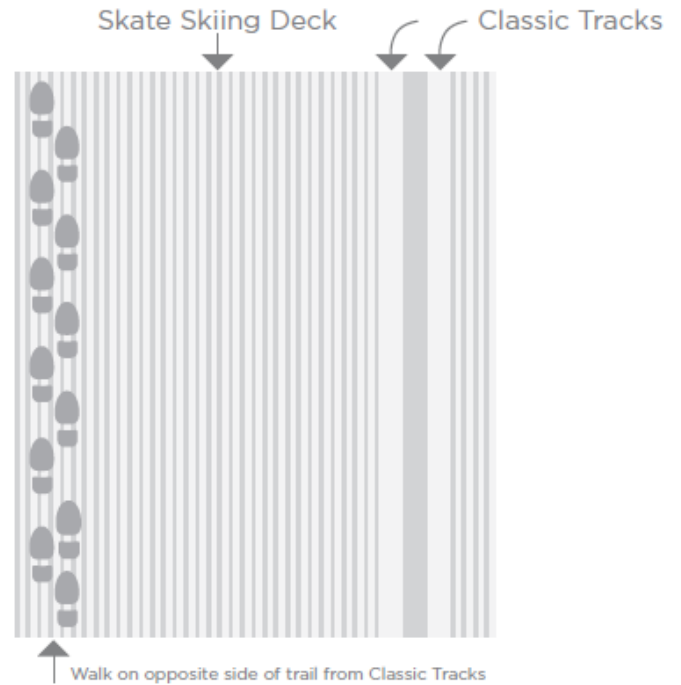 Skate Skiing Deck
Classic Tracks
Walk on opposite side of trail from Classic Tracks